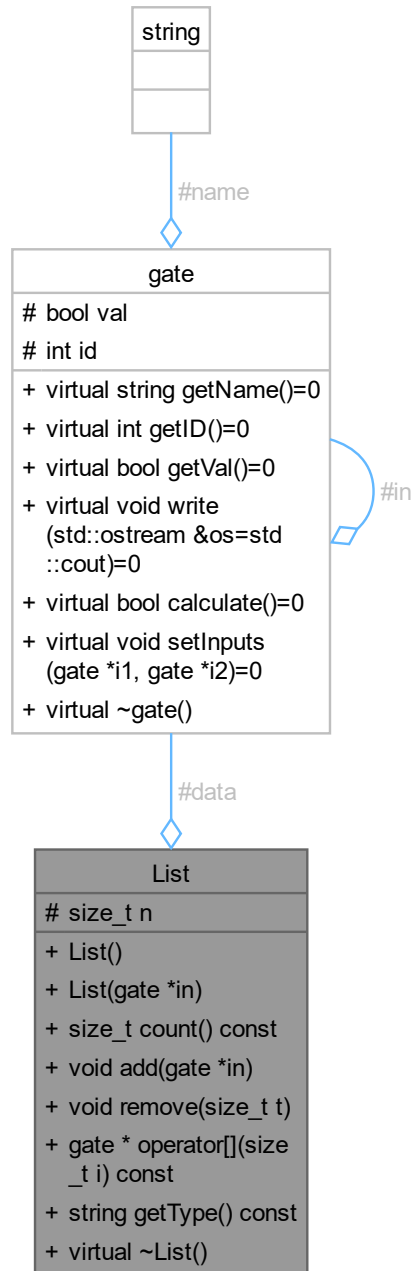 string
#name
gate
# bool val
# int id
+ virtual string getName()=0
+ virtual int getID()=0
+ virtual bool getVal()=0
+ virtual void write
(std::ostream &os=std
::cout)=0
+ virtual bool calculate()=0
+ virtual void setInputs
(gate *i1, gate *i2)=0
+ virtual ~gate()
#in
#data
List
# size_t n
+ List()
+ List(gate *in)
+ size_t count() const
+ void add(gate *in)
+ void remove(size_t t)
+ gate * operator[](size
_t i) const
+ string getType() const
+ virtual ~List()